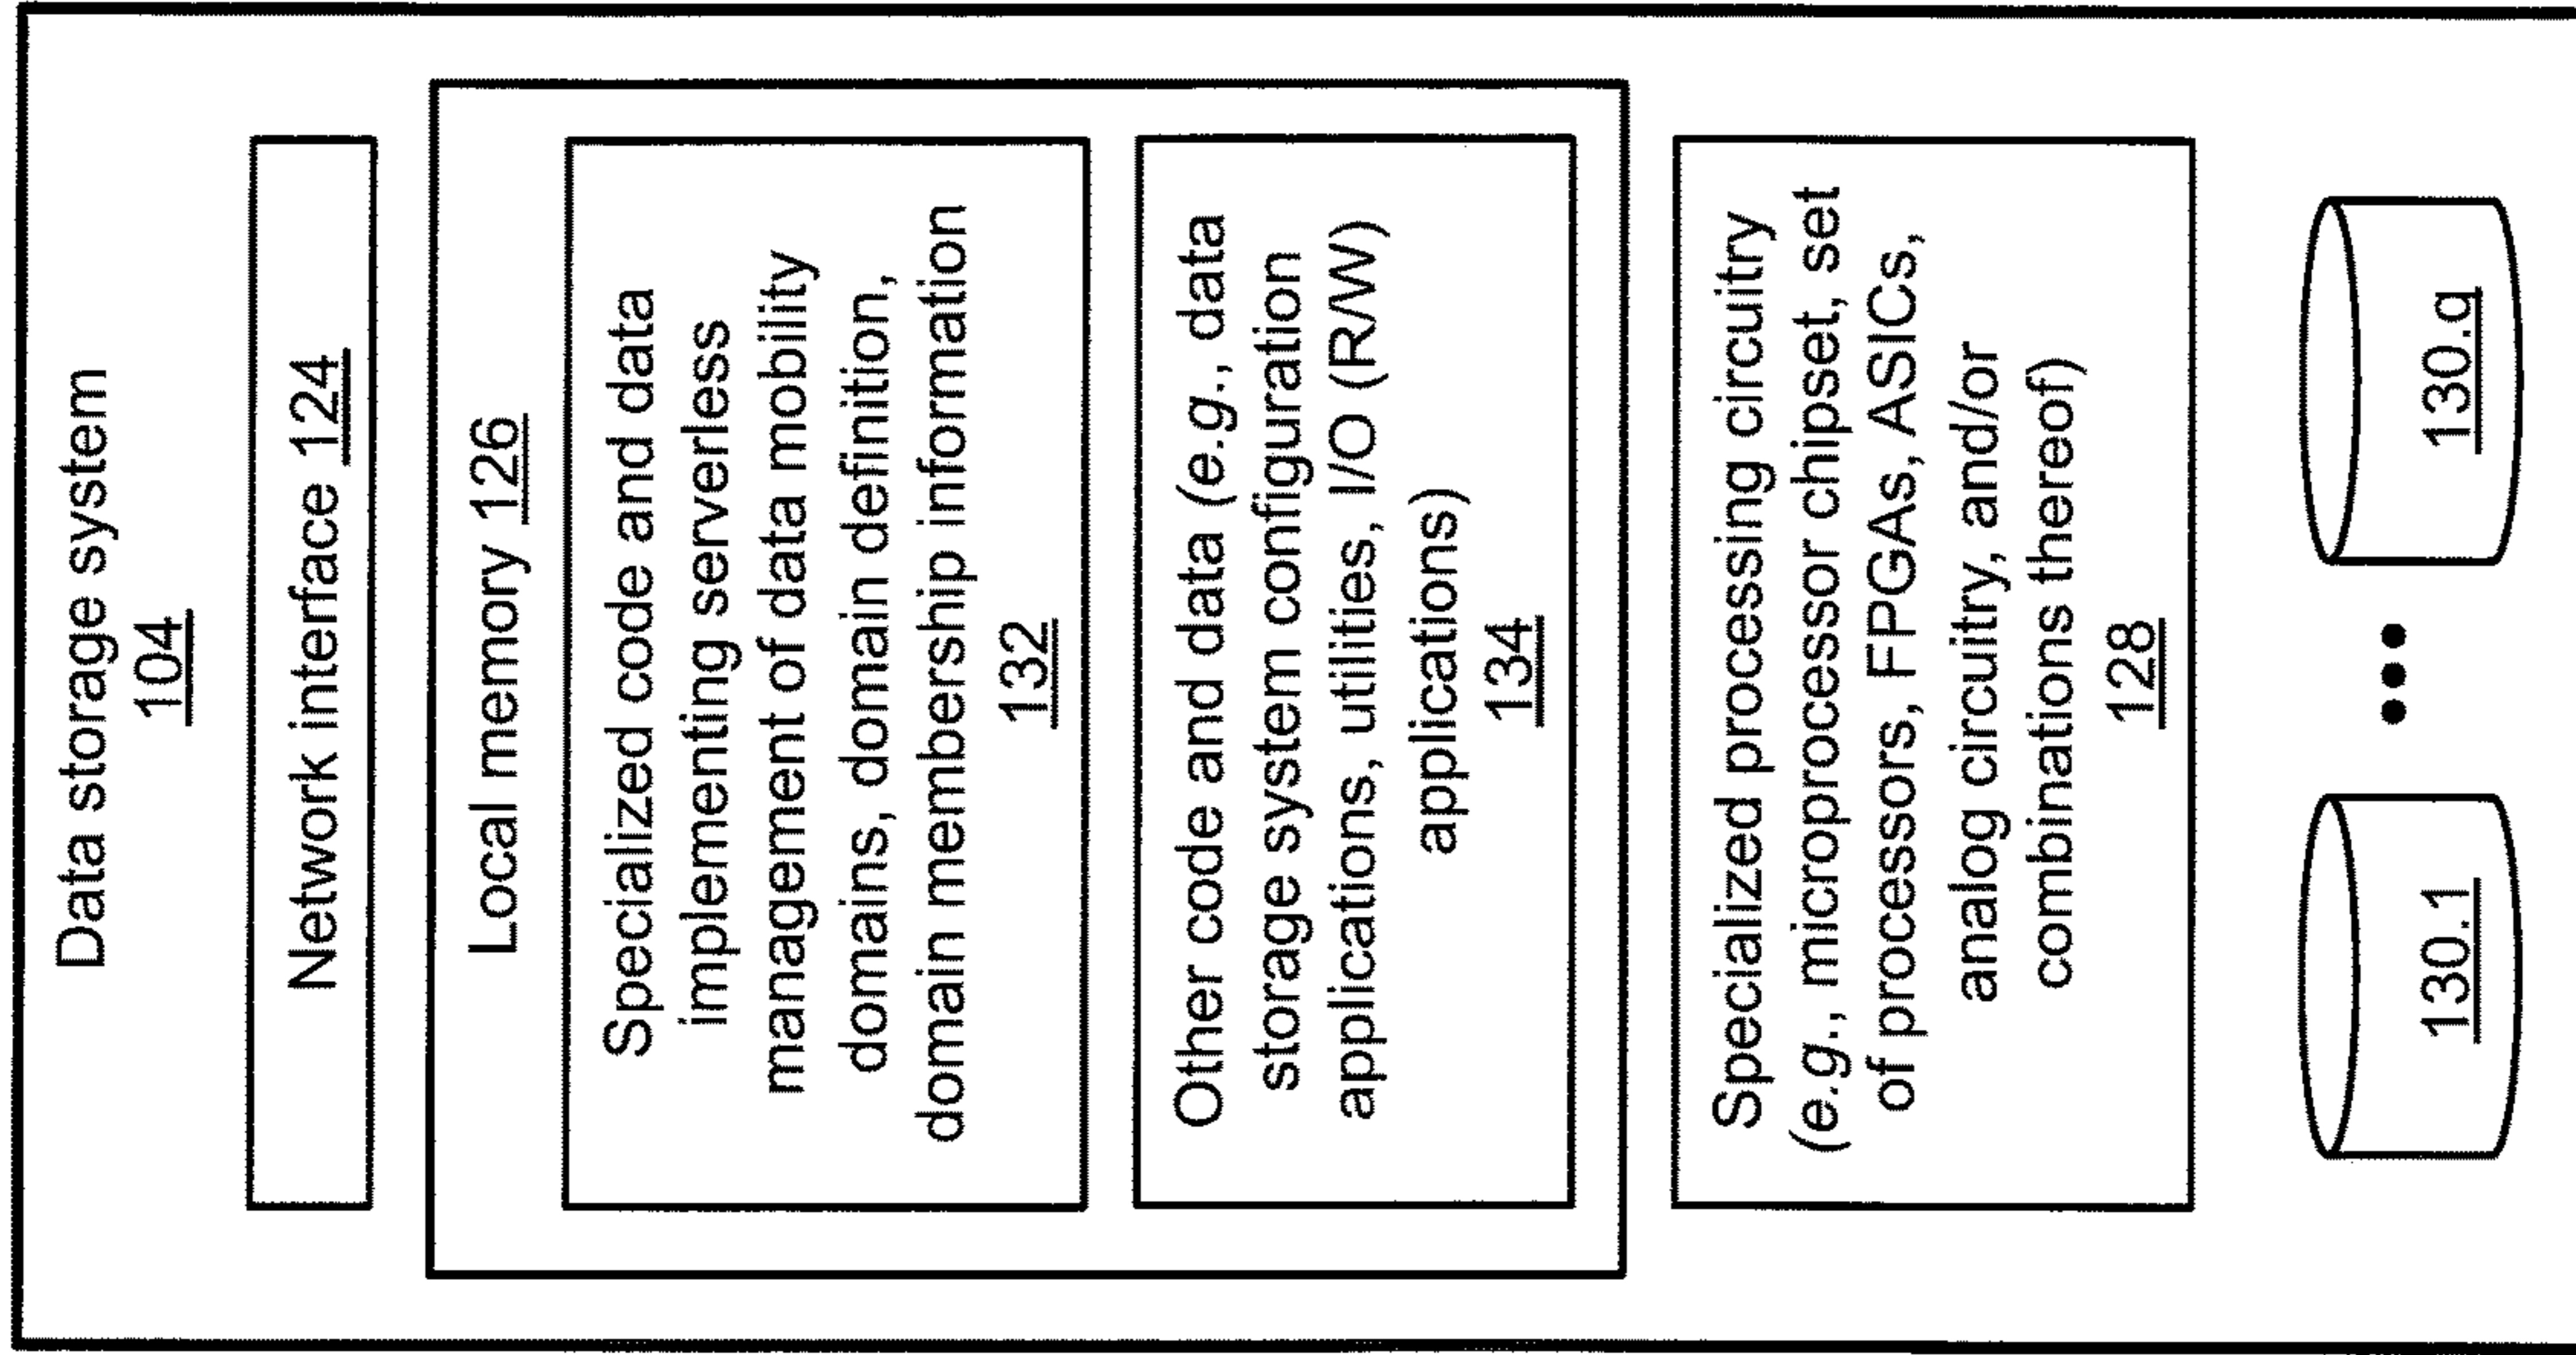 Data storage system
104
Network interface 124
Local memory 126
Specialized code and data
implementing serverless
management of data mobility
domains, domain definition,
domain membership information
132
Other code and data (e.g., data
storage system configuration
applications, utilities, I/O (R/W)
applications)
134
Specialized processing circuitry
(e.g., microprocessor chipset, set
of processors, FPGAs, ASICs,
analog circuitry, and/or
combinations thereof)
128
130.1
130.q